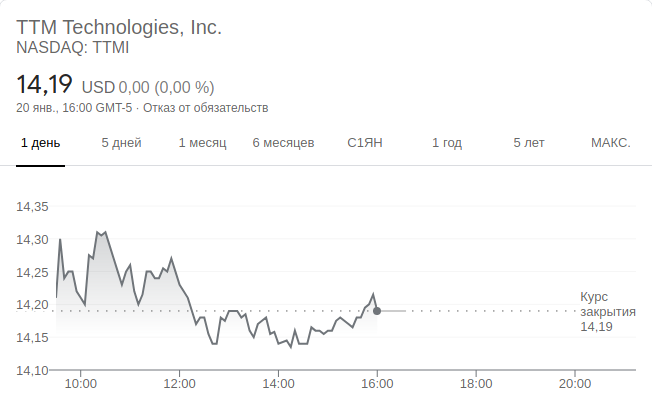 TTM Technologies, Inc.
NASDAQ: TTMI
14,19 USD 0,00 (0,00 %)
20 янв., 16:00 GMT-5 · Отказ от обязательств
1 день 5 дней 1 месяц 6 месяцев С1ЯН 1 год 5 лет МАКС.
14,35
14,30
14,25
14,20
14,15
14,10
Курс
закрытия
14,19
10:00 12:00 14:00 16:00 18:00 20:00